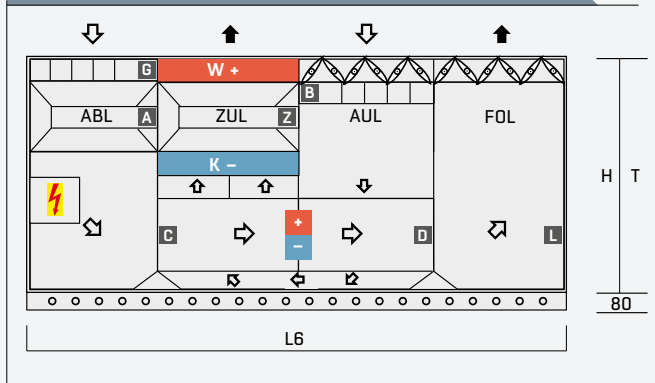 G W +
B
ABL A ZUL Z AUL FOL
K −
H T
C + D L
−
80
L6